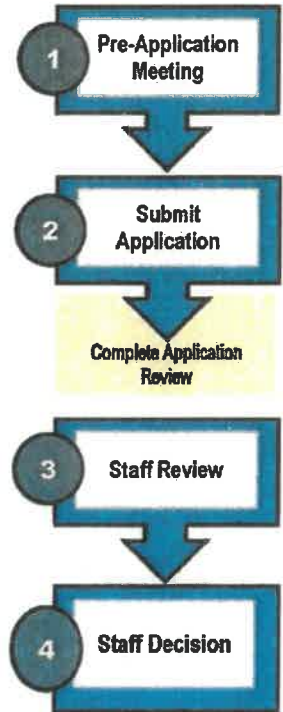 1
Pre-Application
Meeting
2
Submit
Application
Complete Application
Review
3
Staff Review
4
Staff Decision